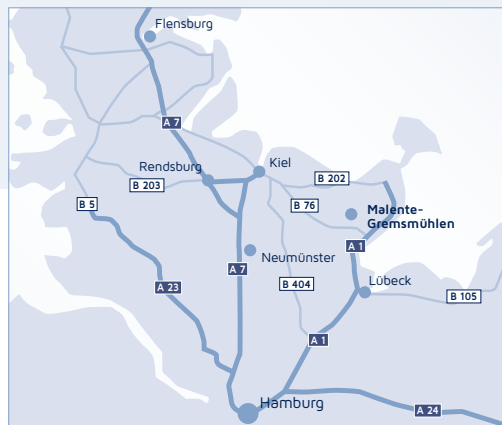 Flensburg
A 7
Rendsburg
Kiel
B 202
B 203
B 5
B 76
Malente-
Gremsmühlen
A 1
Neumünster
A 7
Lübeck
A 23
B 404
B 105
A 1
Hamburg
A 24